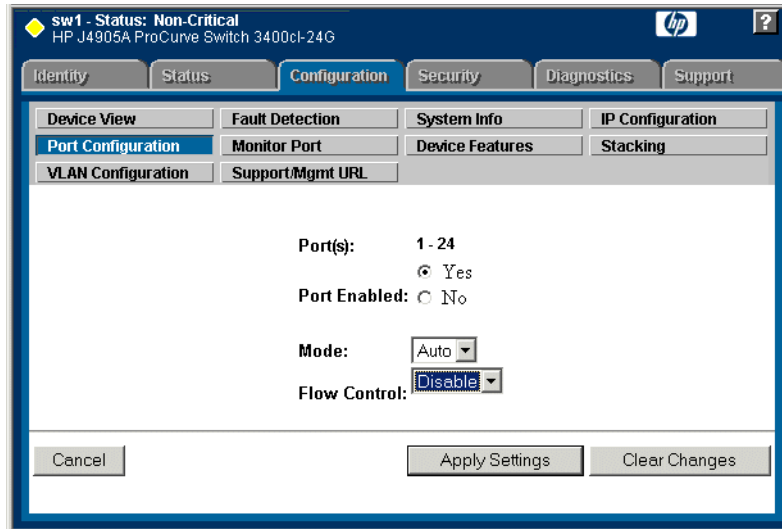 sw1 - Status: Non-Critical
HP J4905A ProCurve Switch 3400cl-24G
hp
?
Identity Status Configuration Security Diagnostics Support
Device View Fault Detection System Info IP Configuration
Port Configuration Monitor Port Device Features Stacking
VLAN Configuration Support/Mgmt URL
Port(s): 1 - 24
Yes
Port Enabled: No
Mode: Auto
Flow Control: Disable
Cancel Apply Settings Clear Changes